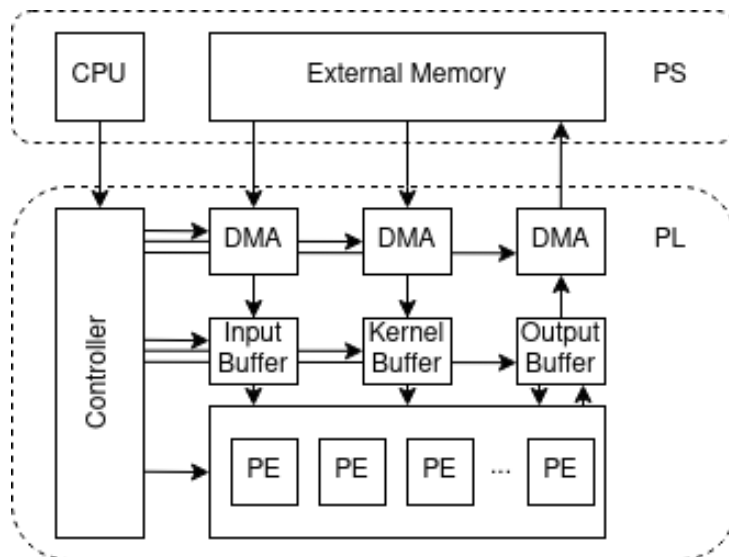 CPU
External Memory
PS
DMA
DMA
DMA
PL
Controller
Input
Buffer
Kernel
Buffer
Output
Buffer
PE
PE
PE
...
PE